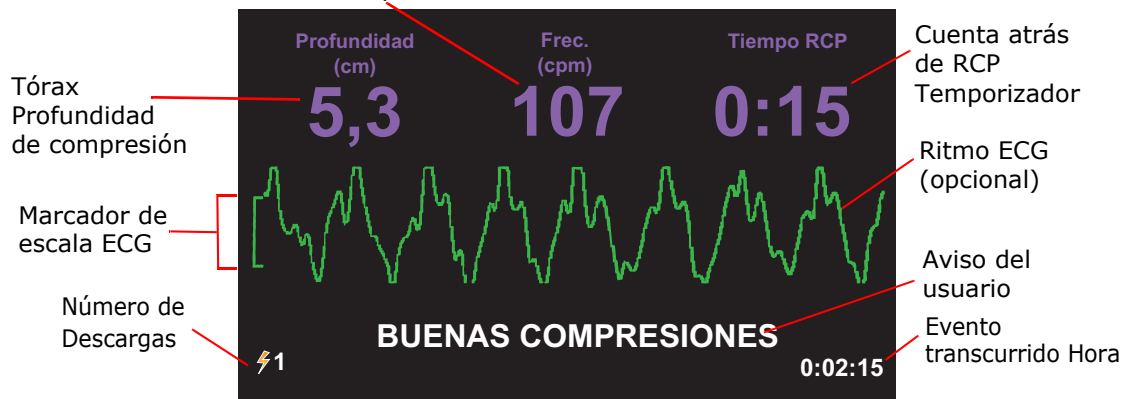 Profundidad
(cm)
5,3
Frec.
(cpm)
107
Tiempo RCP
0:15
Cuenta atrás
de RCP
Temporizador
Tórax
Profundidad
de compresión
Ritmo ECG
(opcional)
Marcador de
escala ECG
Aviso del
usuario
Número de
Descargas
BUENAS COMPRESIONES
1
0:02:15
Evento
transcurrido Hora